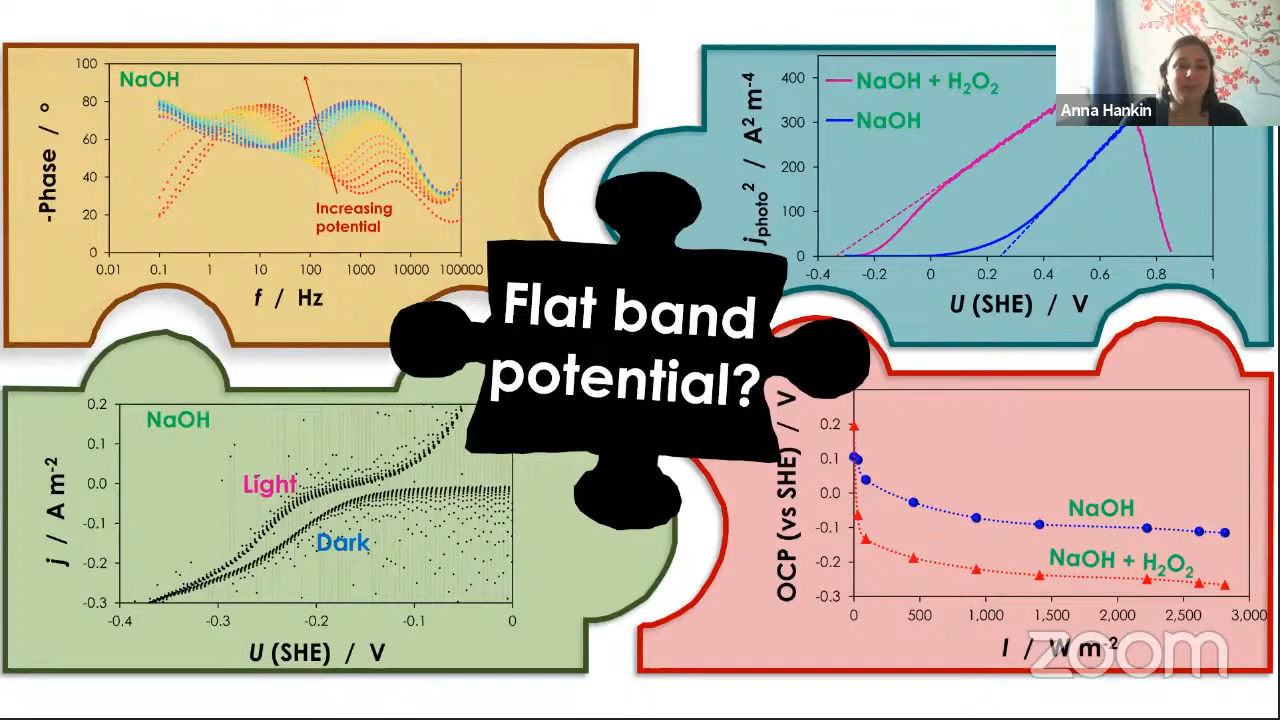 NaOH
-Phase / °
100
80
60
40
20
0
0.01 0.1 1 10 100 1000 10000 100000
f / Hz
Increasing
potential
NaOH + H₂O₂
NaOH
jphoto² / A² m⁻⁴
400
300
200
100
0
-0.4 -0.2 0 0.2 0.4 0.6 0.8 1
U (SHE) / V
Anna Hankin
Flat band
potential?
NaOH
j / A m⁻²
0.2
0.1
0.0
-0.1
-0.2
-0.3
Light
Dark
-0.4 -0.3 -0.2 -0.1 0
U (SHE) / V
OCP (vs SHE) / V
0.2
0.1
0.0
-0.1
-0.2
-0.3
NaOH
NaOH + H₂O₂
0 500 1,000 1,500 2,000 2,500 3,000
I / W m⁻²
zoom